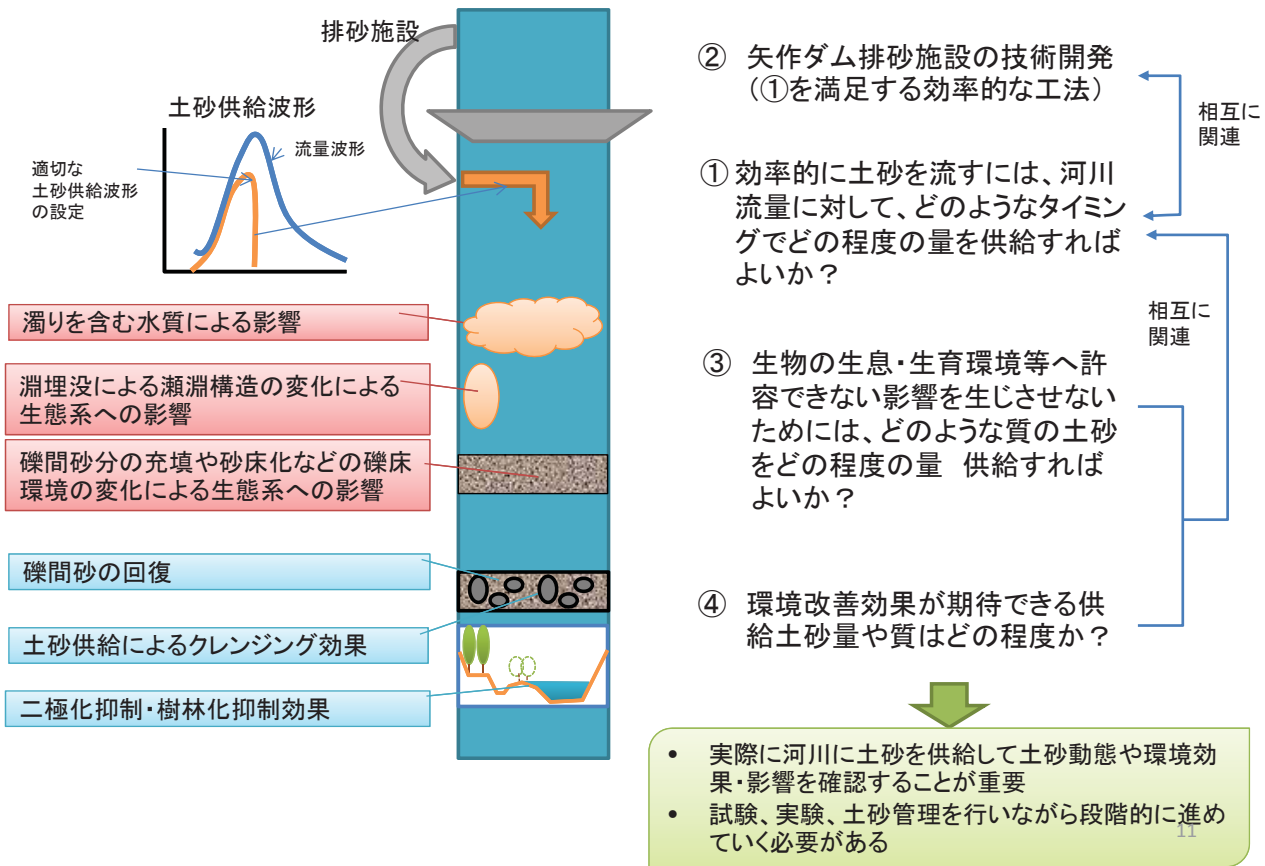 排砂施設
土砂供給波形
流量波形
適切な
土砂供給波形
の設定
濁りを含む水質による影響
淵埋没による瀬淵構造の変化による
生態系への影響
礫間砂分の充填や砂床化などの礫床
環境の変化による生態系への影響
礫間砂の回復
土砂供給によるクレンジング効果
二極化抑制・樹林化抑制効果
② 矢作ダム排砂施設の技術開発
(①を満足する効率的な工法)
相互に
関連
① 効率的に土砂を流すには、河川
流量に対して、どのようなタイミン
グでどの程度の量を供給すれば
よいか?
相互に
関連
③ 生物の生息・生育環境等へ許
容できない影響を生じさせない
ためには、どのような質の土砂
をどの程度の量 供給すれば
よいか?
④ 環境改善効果が期待できる供
給土砂量や質はどの程度か?
• 実際に河川に土砂を供給して土砂動態や環境効
果・影響を確認することが重要
• 試験、実験、土砂管理を行いながら段階的に進め
ていく必要がある
11